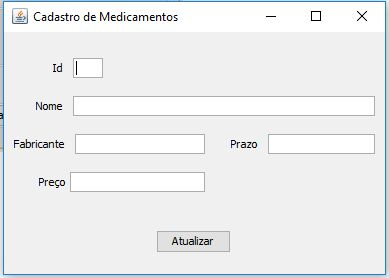 Cadastro de Medicamentos
Id
Nome
Fabricante Prazo
Preço
Atualizar